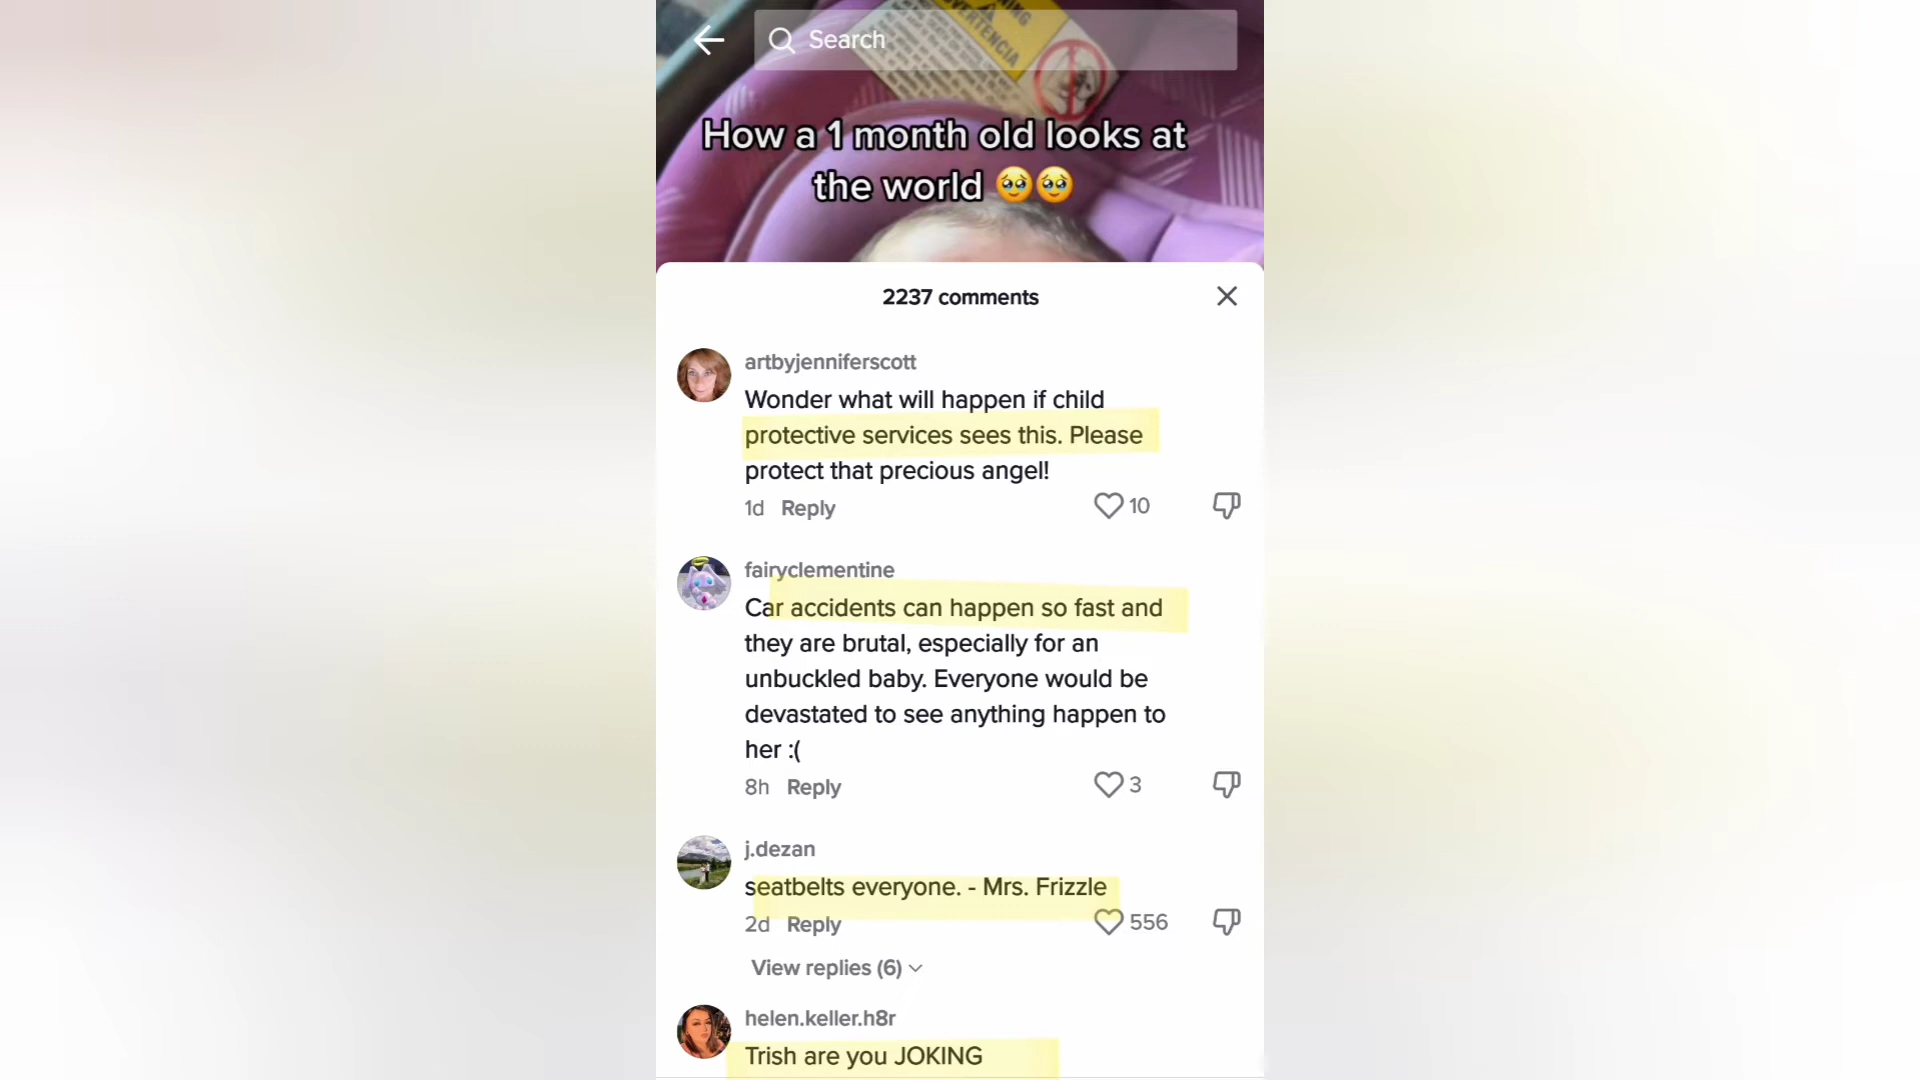 WARNING
Search
ADVERTENCIA
How a 1 month old looks at
the world 🥹🥹
2237 comments
artbyjenniferscott
Wonder what will happen if child
protective services sees this. Please
protect that precious angel!
1d Reply 10
fairyclementine
Car accidents can happen so fast and
they are brutal, especially for an
unbuckled baby. Everyone would be
devastated to see anything happen to
her :(
8h Reply 3
j.dezan
seatbelts everyone. - Mrs. Frizzle
2d Reply 556
View replies (6)
helen.keller.h8r
Trish are you JOKING